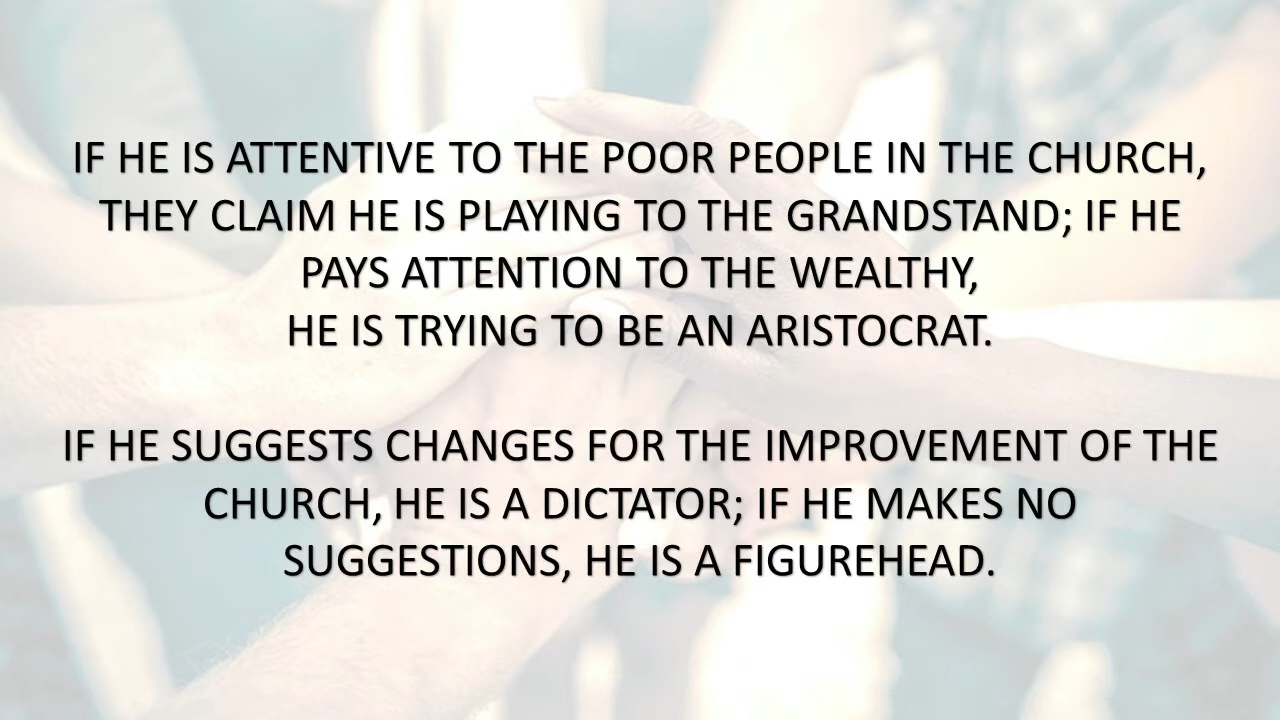 IF HE IS ATTENTIVE TO THE POOR PEOPLE IN THE CHURCH,
THEY CLAIM HE IS PLAYING TO THE GRANDSTAND; IF HE
PAYS ATTENTION TO THE WEALTHY,
HE IS TRYING TO BE AN ARISTOCRAT.
IF HE SUGGESTS CHANGES FOR THE IMPROVEMENT OF THE
CHURCH, HE IS A DICTATOR; IF HE MAKES NO
SUGGESTIONS, HE IS A FIGUREHEAD.